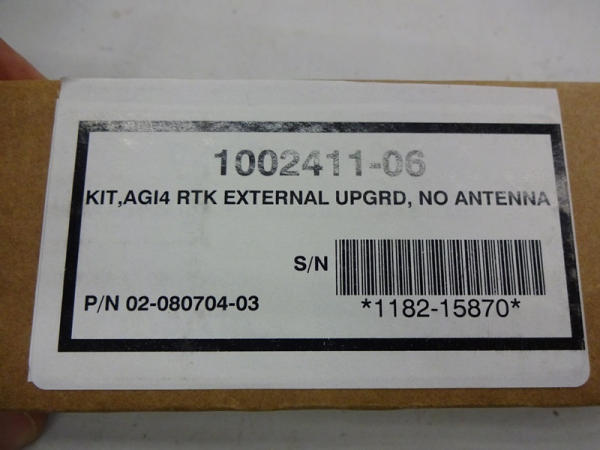 1002411-06
KIT,AGI4 RTK EXTERNAL UPGRD, NO ANTENNA
S/N
*1182-15870*
P/N 02-080704-03